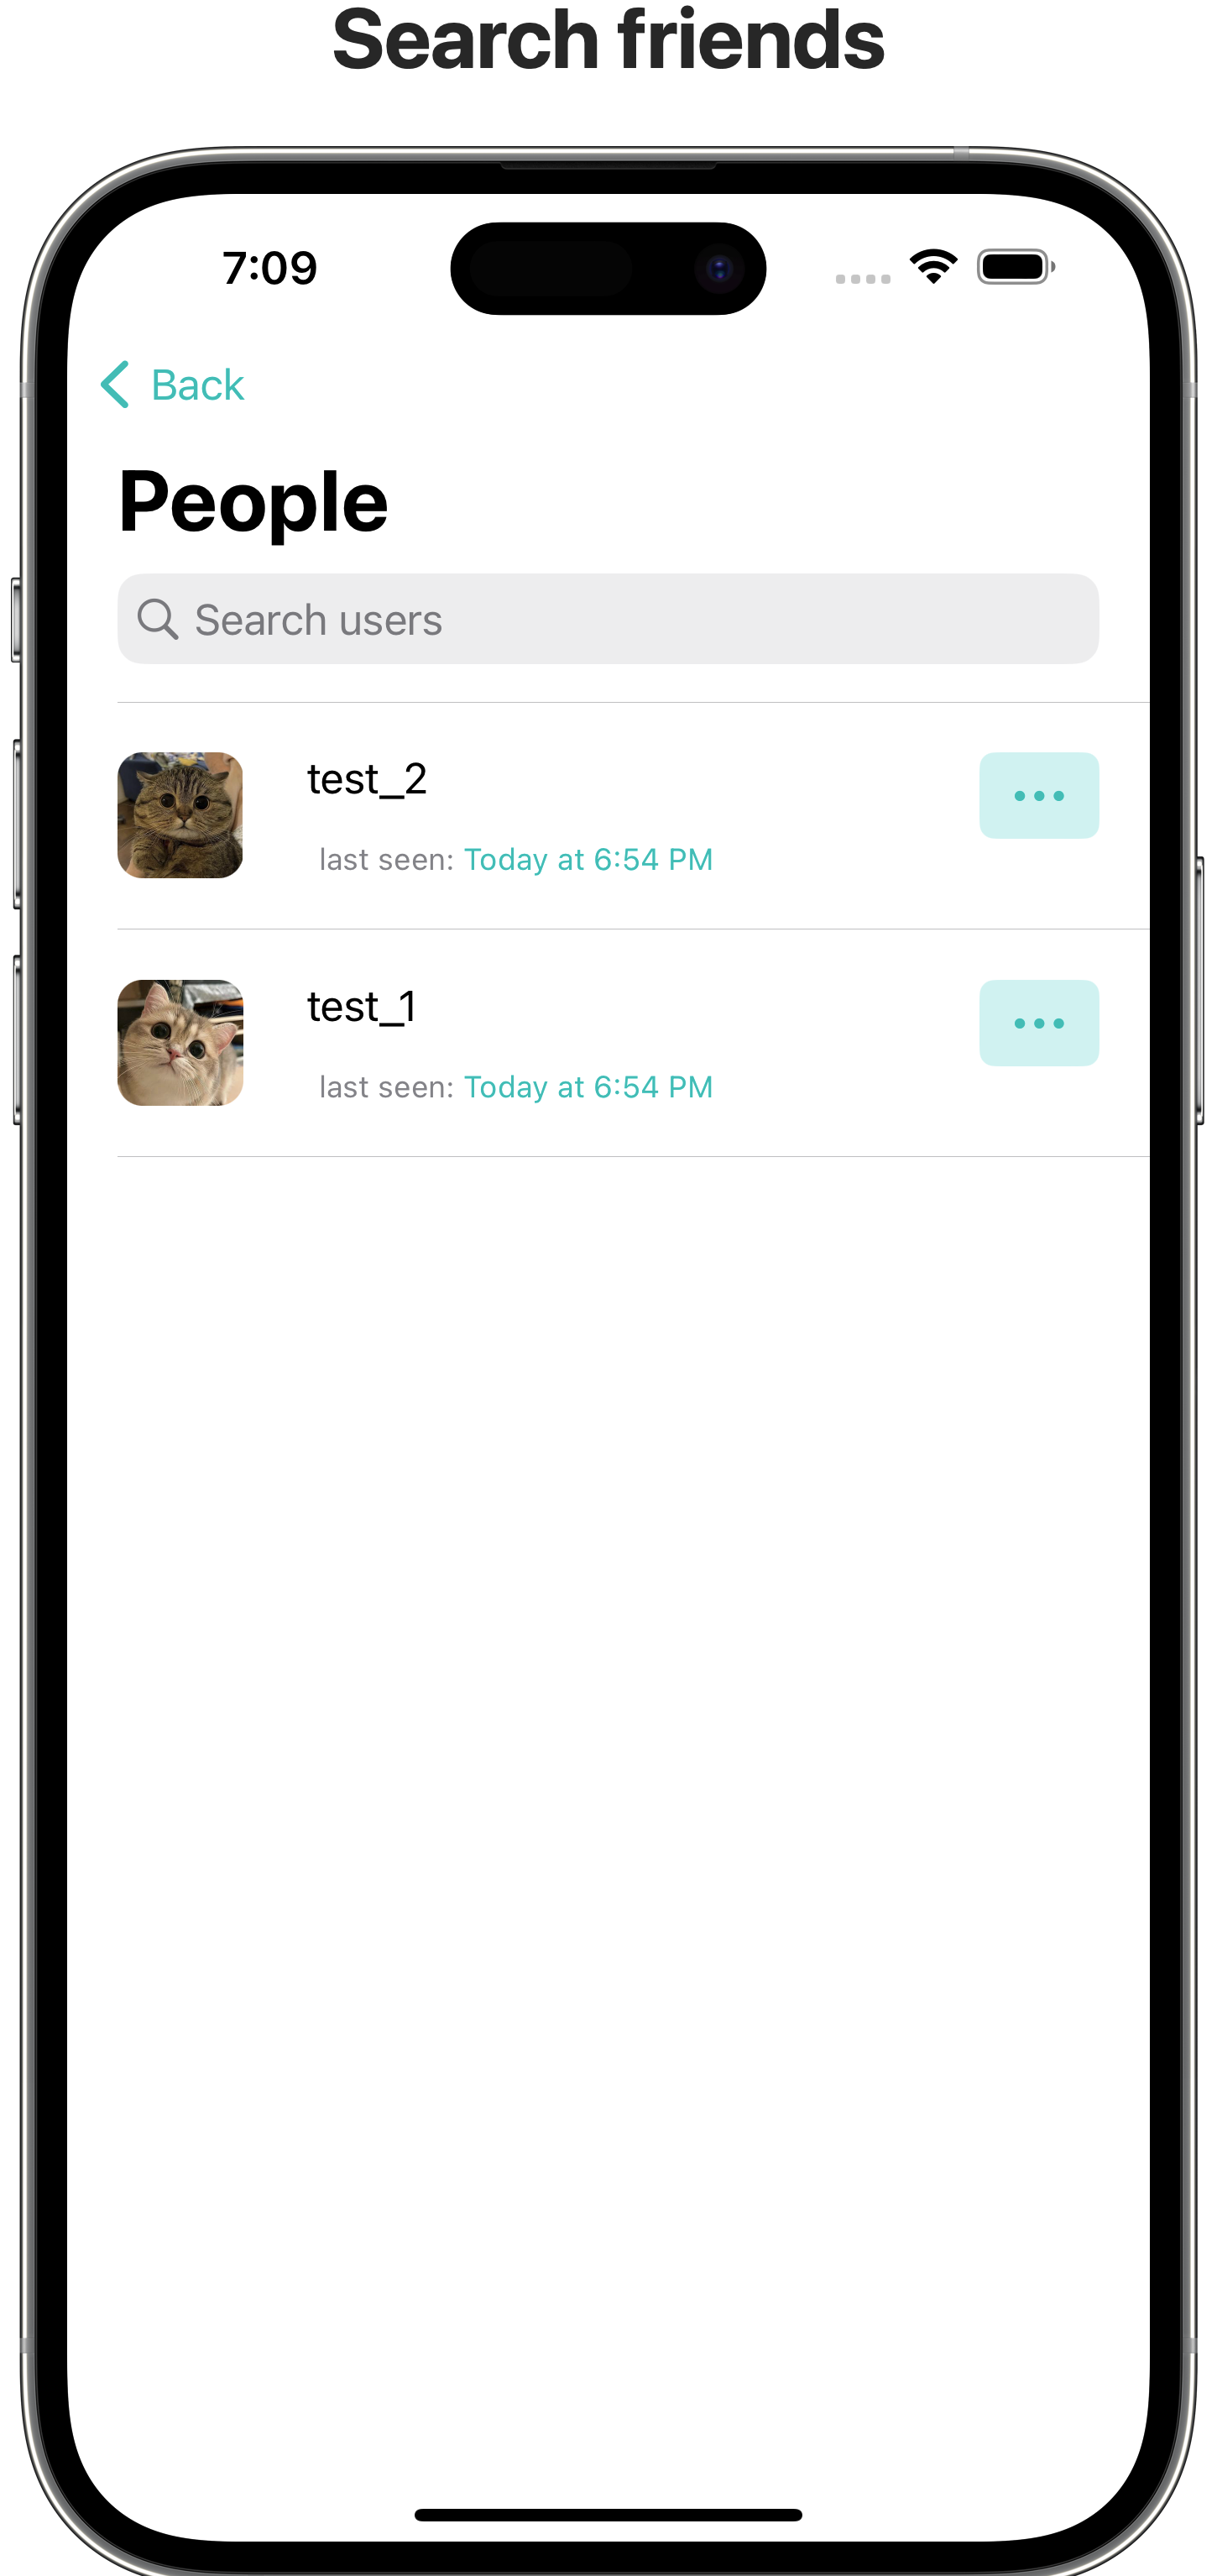 Search friends
7:09
Back
People
Search users
test_2
last seen: Today at 6:54 PM
test_1
last seen: Today at 6:54 PM